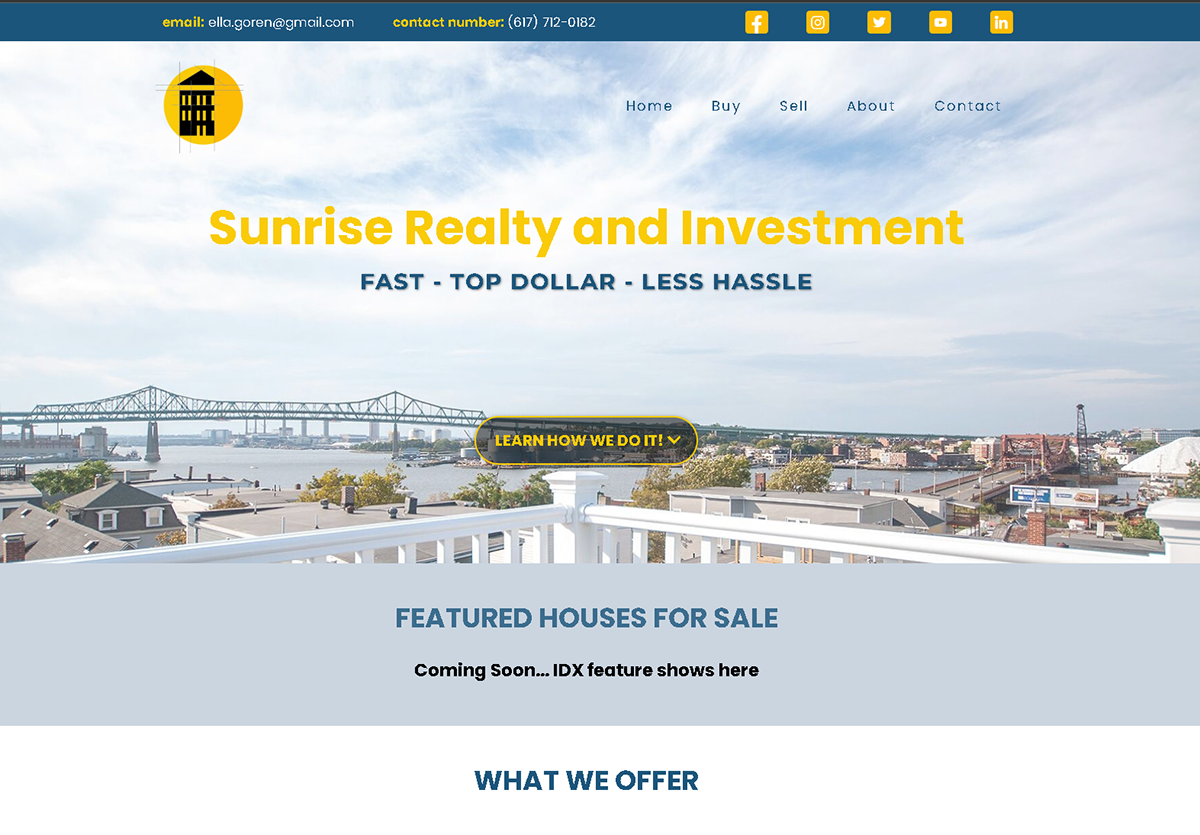 email: ella.goren@gmail.com contact number: (617) 712-0182
Home Buy Sell About Contact
Sunrise Realty and Investment
FAST - TOP DOLLAR - LESS HASSLE
LEARN HOW WE DO IT!
FEATURED HOUSES FOR SALE
Coming Soon... IDX feature shows here
WHAT WE OFFER